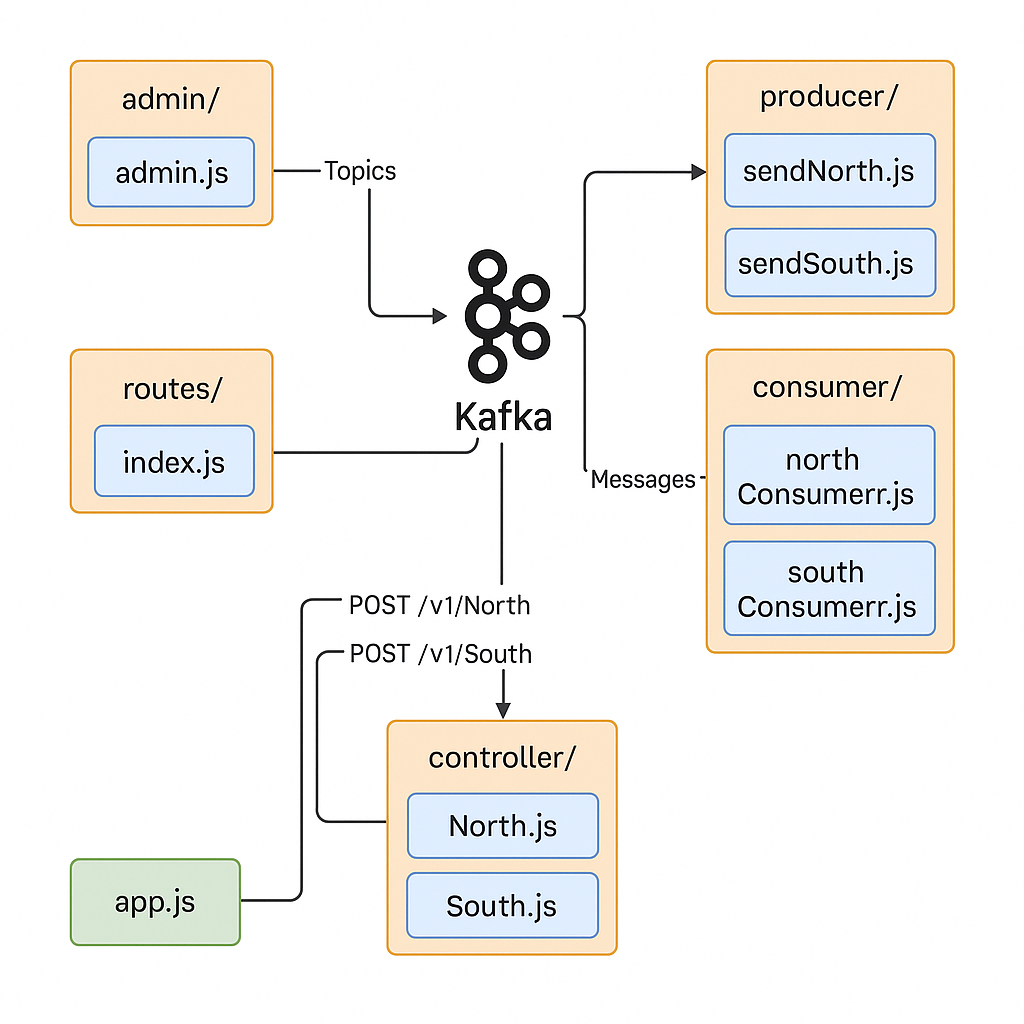 admin/
admin.js
Topics
producer/
sendNorth.js
sendSouth.js
routes/
index.js
Kafka
consumer/
north
Consumerr.js
south
Consumerr.js
Messages
POST /v1/North
POST /v1/South
controller/
North.js
South.js
app.js